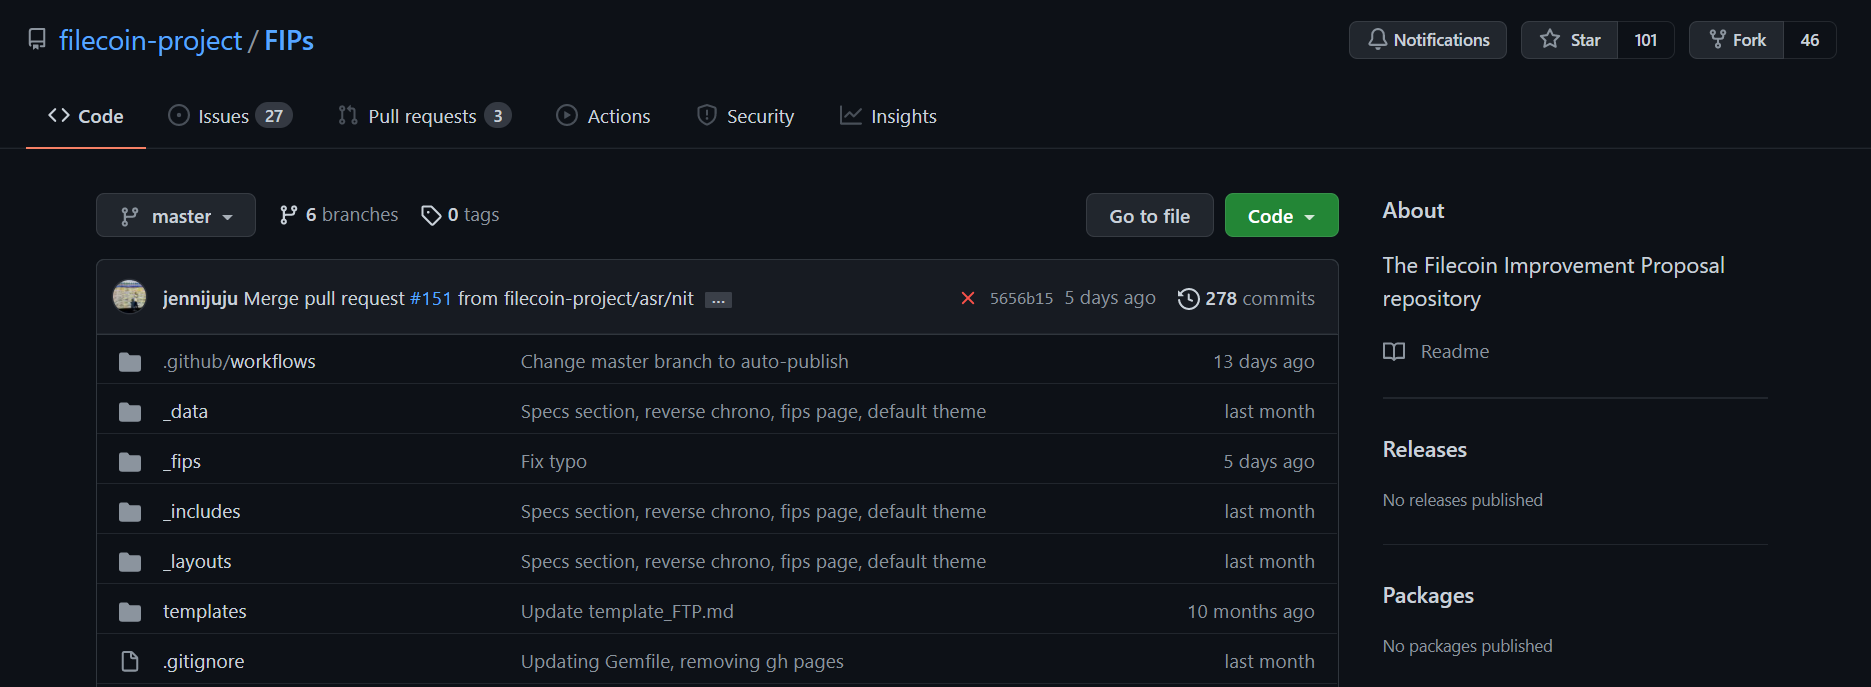 filecoin-project / FIPs
Notifications
Star 101
Fork 46
Code
Issues 27
Pull requests 3
Actions
Security
Insights
master
6 branches
0 tags
Go to file
Code
jennijuju Merge pull request #151 from filecoin-project/asr/nit ... 5656b15 5 days ago 278 commits
.github/workflows Change master branch to auto-publish 13 days ago
_data Specs section, reverse chrono, fips page, default theme last month
_fips Fix typo 5 days ago
_includes Specs section, reverse chrono, fips page, default theme last month
_layouts Specs section, reverse chrono, fips page, default theme last month
templates Update template_FTP.md 10 months ago
.gitignore Updating Gemfile, removing gh pages last month
About
The Filecoin Improvement Proposal
repository
Readme
Releases
No releases published
Packages
No packages published